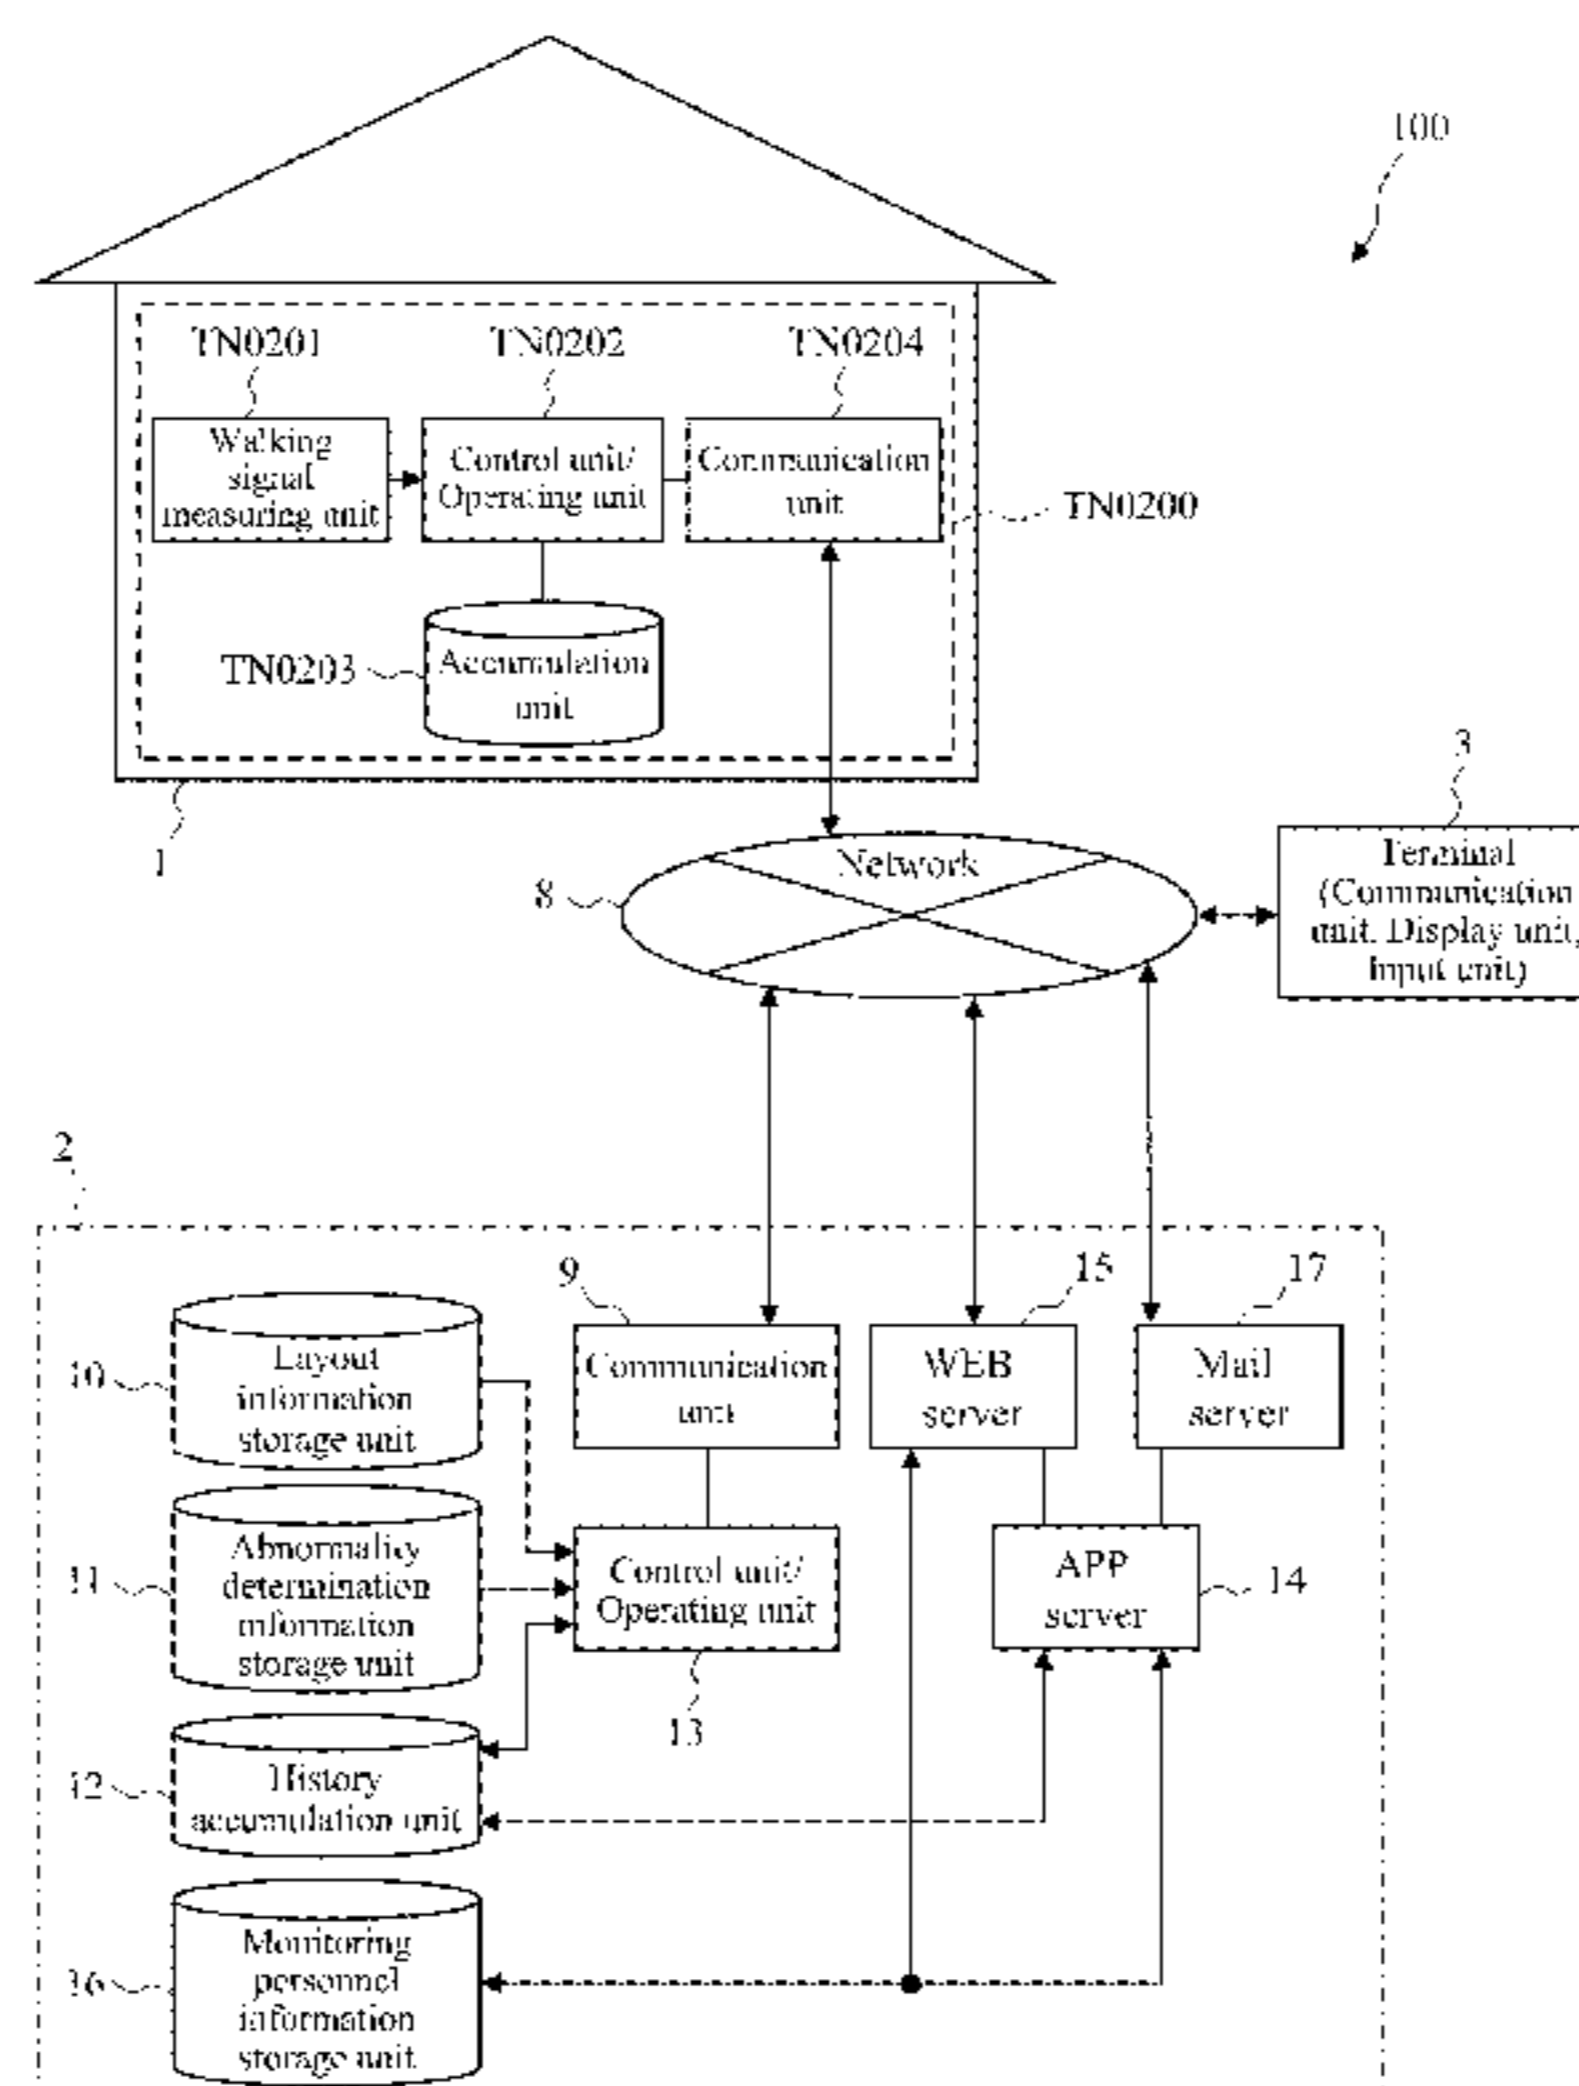 100
TN0201
TN0202
TN0204
Walking
signal
measuring unit
Control unit/
Operating unit
Communication
unit
TN0200
TN0203
Accumulation
unit
1
3
Terminal
(Communication
unit, Display unit,
Input unit)
Network
8
2
9
15
17
10
Layout
information
storage unit
Communication
unit
WEB
server
Mail
server
11
Abnormality
determination
information
storage unit
Control unit/
Operating unit
APP
server
14
13
12
History
accumulation unit
16
Monitoring
personnel
information
storage unit